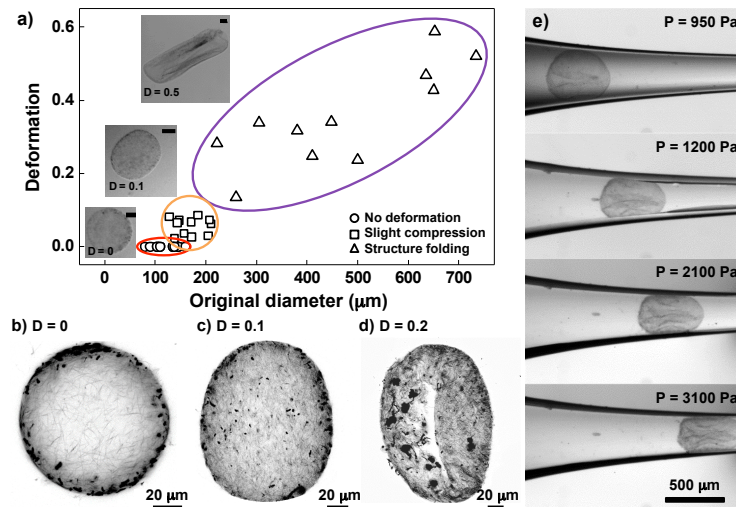 a)
0.6
0.4
0.2
0.0
Deformation
D = 0.5
D = 0.1
D = 0
No deformation
Slight compression
Structure folding
0 100 200 300 400 500 600 700
Original diameter (μm)
b) D = 0
20 μm
c) D = 0.1
20 μm
d) D = 0.2
20 μm
e)
P = 950 Pa
P = 1200 Pa
P = 2100 Pa
P = 3100 Pa
500 μm